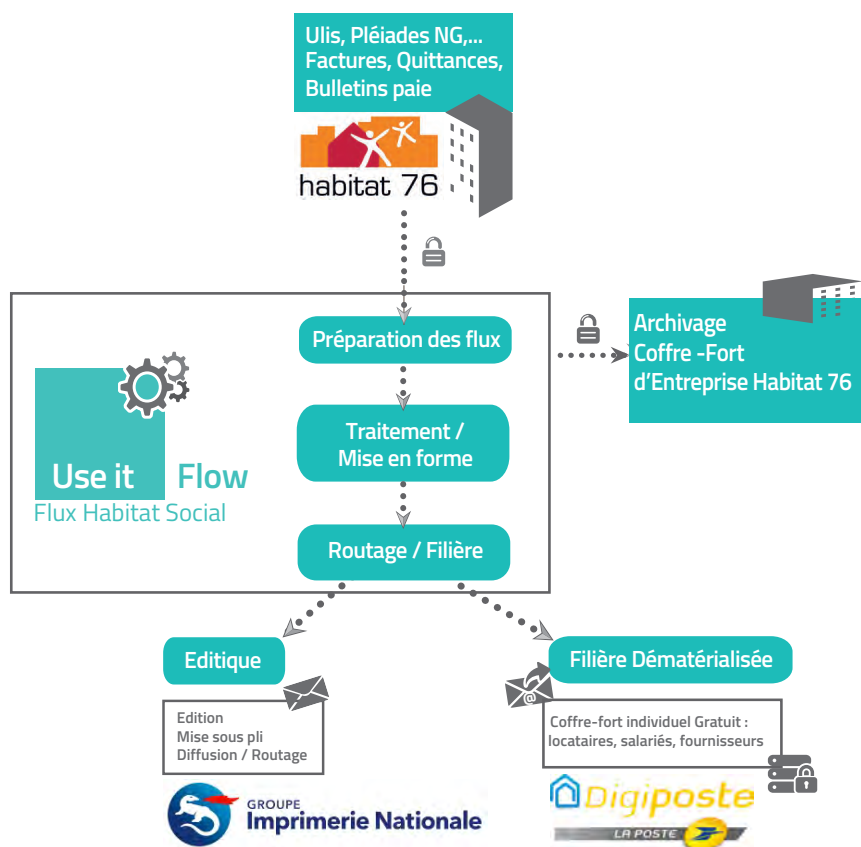 Ulis, Pléiades NG,...
Factures, Quittances,
Bulletins paie
habitat 76
Préparation des flux
Archivage
Coffre -Fort
d'Entreprise Habitat 76
Traitement /
Mise en forme
Use it Flow
Flux Habitat Social
Routage / Filière
Editique
Filière Dématérialisée
@
Edition
Mise sous pli
Diffusion / Routage
Coffre-fort individuel Gratuit :
locataires, salariés, fournisseurs
GROUPE
Imprimerie Nationale
Digiposte
LA POSTE